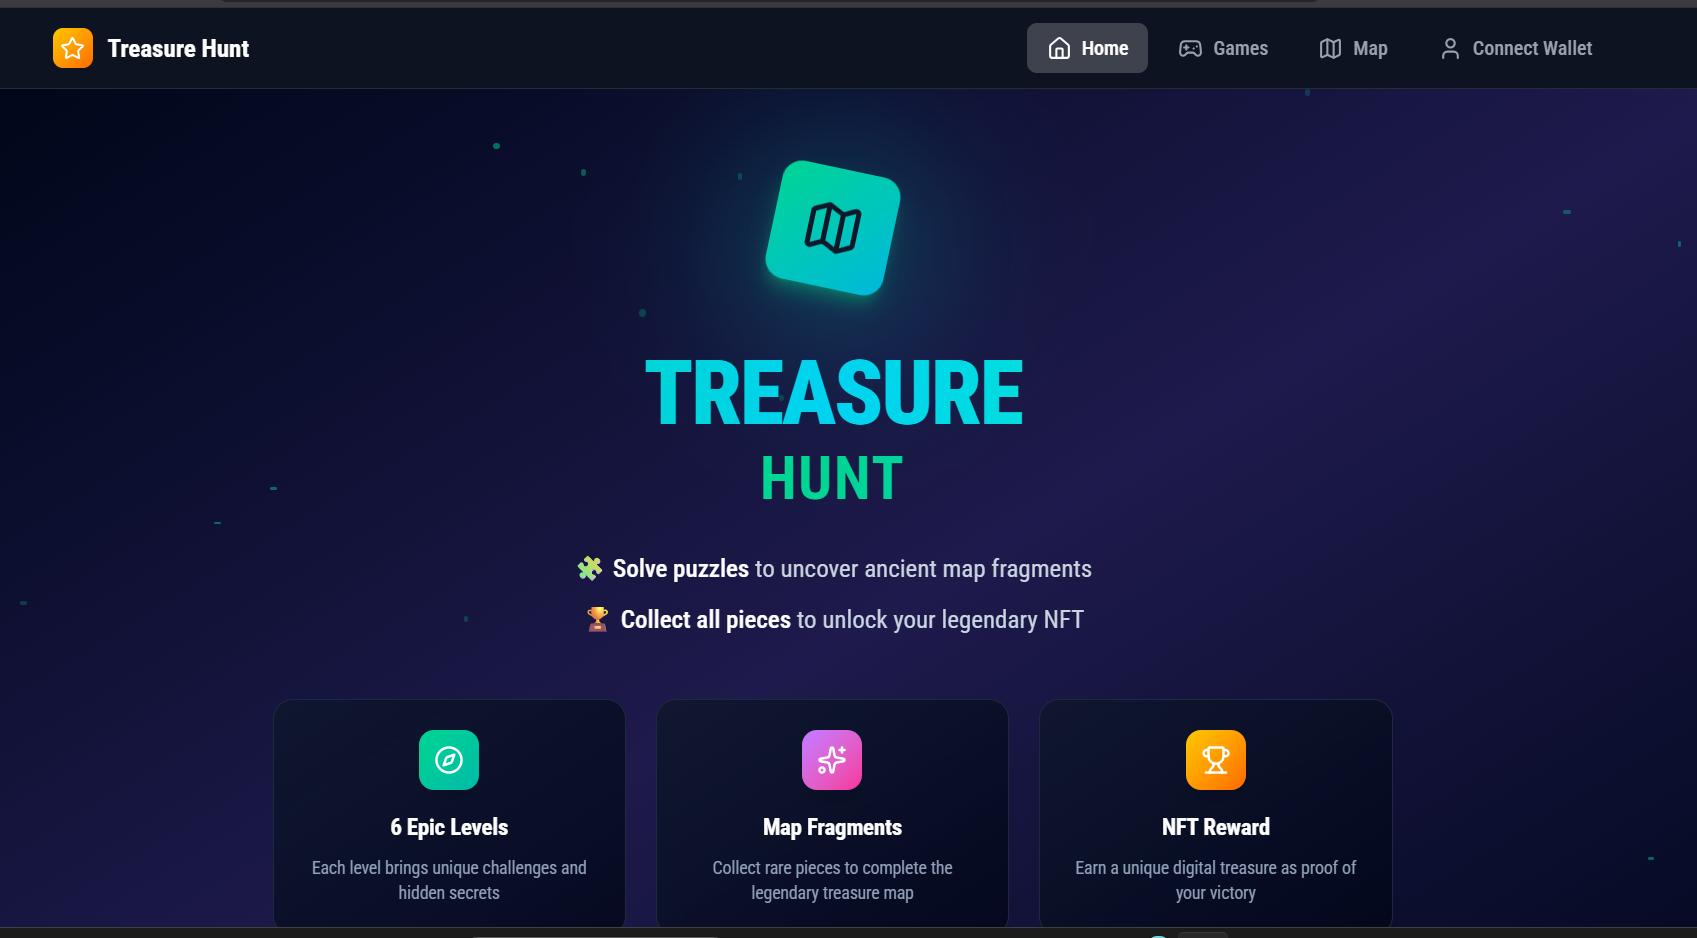 Treasure Hunt
Home
Games
Map
Connect Wallet
TREASURE
HUNT
Solve puzzles to uncover ancient map fragments
Collect all pieces to unlock your legendary NFT
6 Epic Levels
Each level brings unique challenges and
hidden secrets
Map Fragments
Collect rare pieces to complete the
legendary treasure map
NFT Reward
Earn a unique digital treasure as proof of
your victory